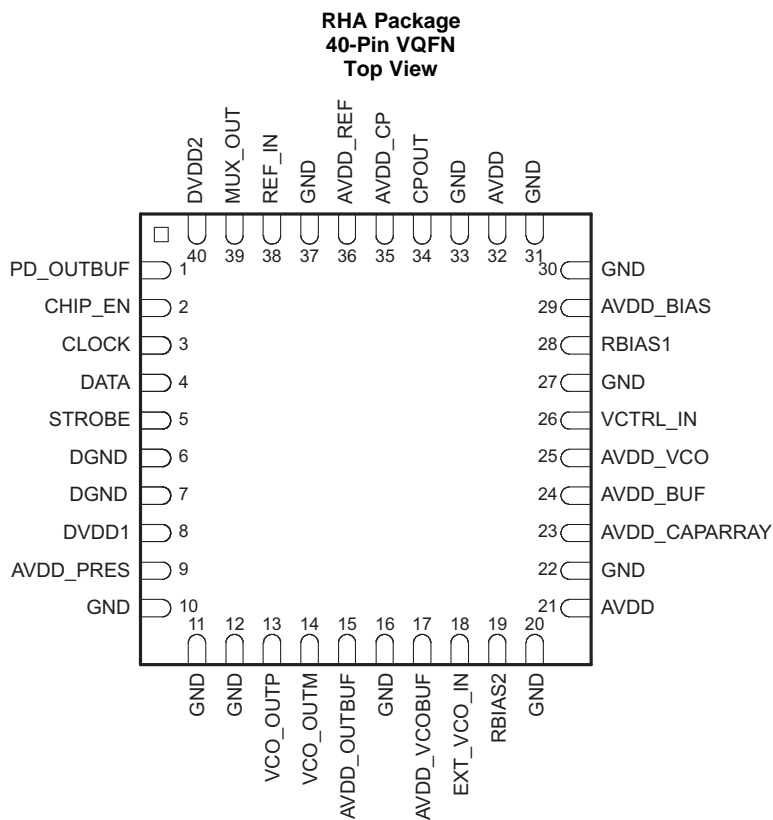 RHA Package
40-Pin VQFN
Top View
DVDD2
MUX_OUT
REF_IN
GND
AVDD_REF
AVDD_CP
CPOUT
GND
AVDD
GND
40 39 38 37 36 35 34 33 32 31
PD_OUTBUF 1
CHIP_EN 2
CLOCK 3
DATA 4
STROBE 5
DGND 6
DGND 7
DVDD1 8
AVDD_PRES 9
GND 10
30 GND
29 AVDD_BIAS
28 RBIAS1
27 GND
26 VCTRL_IN
25 AVDD_VCO
24 AVDD_BUF
23 AVDD_CAPARRAY
22 GND
21 AVDD
11 12 13 14 15 16 17 18 19 20
GND
GND
VCO_OUTP
VCO_OUTM
AVDD_OUTBUF
GND
AVDD_VCOBUF
EXT_VCO_IN
RBIAS2
GND